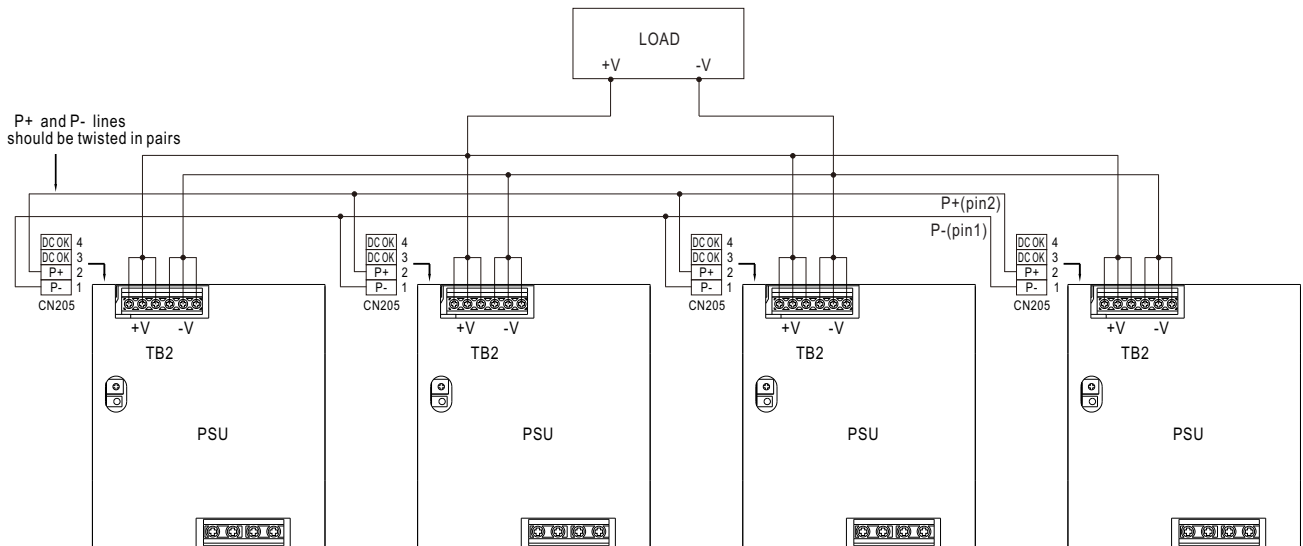 LOAD
+V -V
P+ and P- lines
should be twisted in pairs
P+(pin2)
P-(pin1)
DC OK 4
DC OK 3
P+ 2
P- 1
CN205
DC OK 4
DC OK 3
P+ 2
P- 1
CN205
DC OK 4
DC OK 3
P+ 2
P- 1
CN205
DC OK 4
DC OK 3
P+ 2
P- 1
CN205
+V -V
TB2
PSU
+V -V
TB2
PSU
+V -V
TB2
PSU
+V -V
TB2
PSU